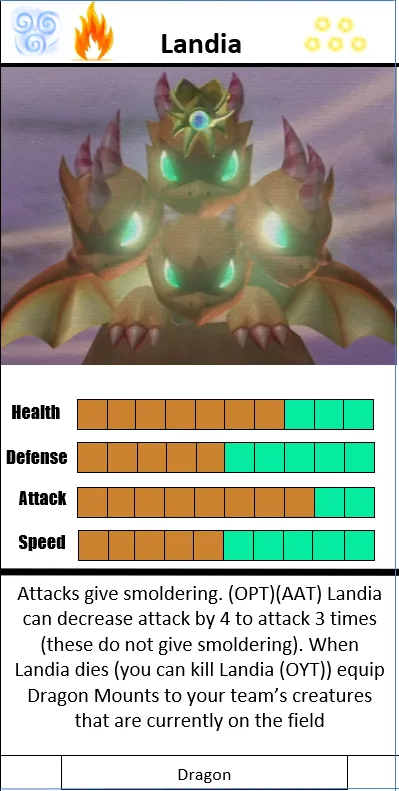 Landia
Health
Defense
Attack
Speed
Attacks give smoldering. (OPT)(AAT) Landia
can decrease attack by 4 to attack 3 times
(these do not give smoldering). When
Landia dies (you can kill Landia (OYT)) equip
Dragon Mounts to your team’s creatures
that are currently on the field
Dragon